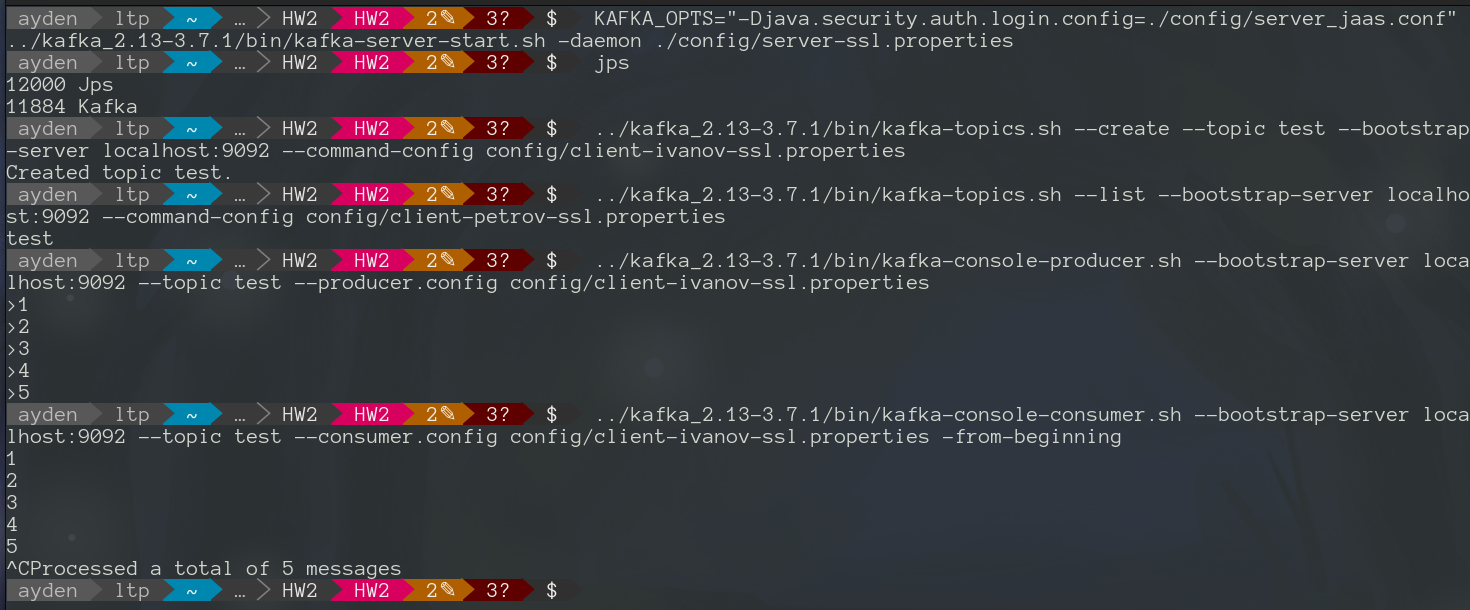 ayden ltp ~ … HW2 HW2 2✎ 3? $ KAFKA_OPTS="-Djava.security.auth.login.config=./config/server_jaas.conf"
../kafka_2.13-3.7.1/bin/kafka-server-start.sh -daemon ./config/server-ssl.properties
ayden ltp ~ … HW2 HW2 2✎ 3? $ jps
12000 Jps
11884 Kafka
ayden ltp ~ … HW2 HW2 2✎ 3? $ ../kafka_2.13-3.7.1/bin/kafka-topics.sh --create --topic test --bootstrap
-server localhost:9092 --command-config config/client-ivanov-ssl.properties
Created topic test.
ayden ltp ~ … HW2 HW2 2✎ 3? $ ../kafka_2.13-3.7.1/bin/kafka-topics.sh --list --bootstrap-server localho
st:9092 --command-config config/client-petrov-ssl.properties
test
ayden ltp ~ … HW2 HW2 2✎ 3? $ ../kafka_2.13-3.7.1/bin/kafka-console-producer.sh --bootstrap-server loca
lhost:9092 --topic test --producer.config config/client-ivanov-ssl.properties
>1
>2
>3
>4
>5
ayden ltp ~ … HW2 HW2 2✎ 3? $ ../kafka_2.13-3.7.1/bin/kafka-console-consumer.sh --bootstrap-server loca
lhost:9092 --topic test --consumer.config config/client-ivanov-ssl.properties -from-beginning
1
2
3
4
5
^CProcessed a total of 5 messages
ayden ltp ~ … HW2 HW2 2✎ 3? $